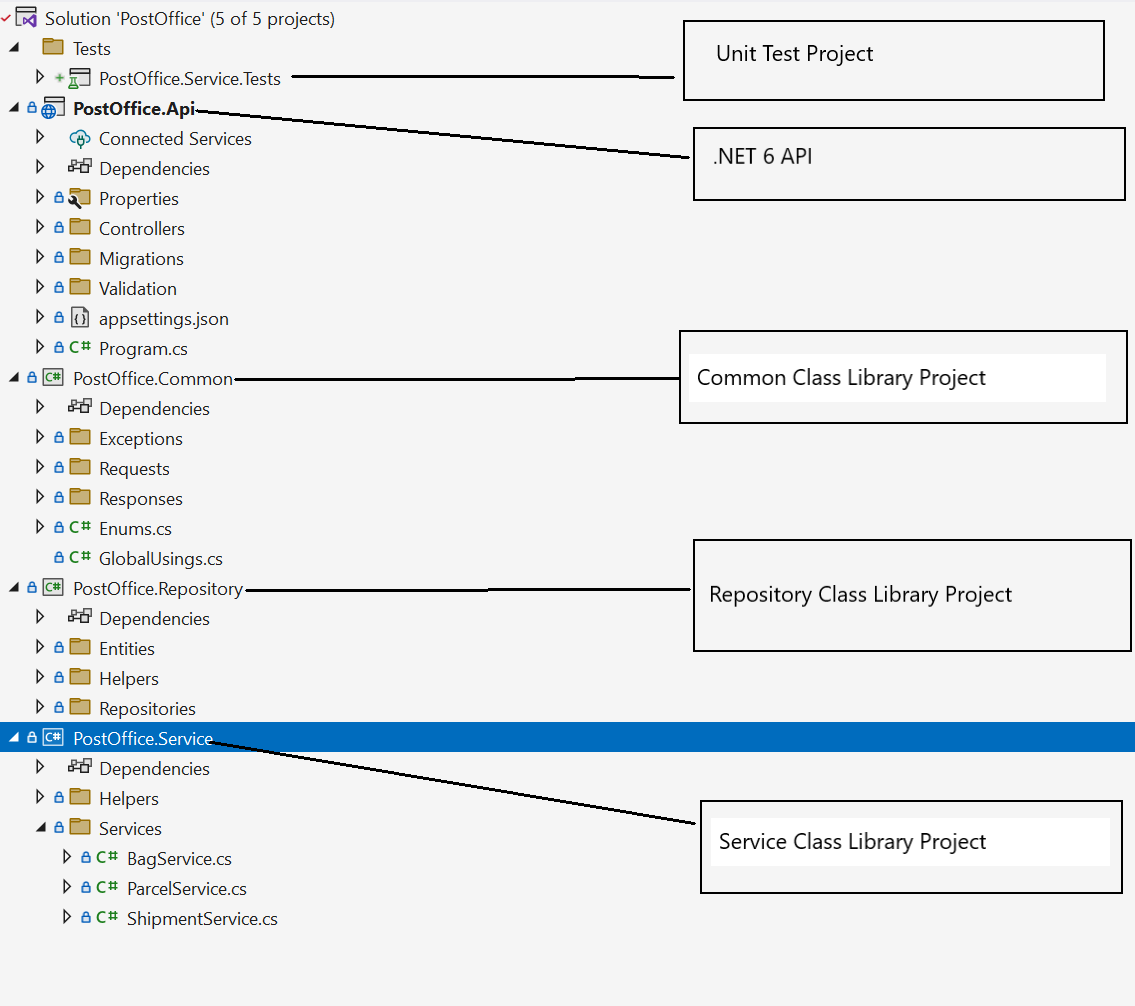 Solution 'PostOffice' (5 of 5 projects)
Tests
PostOffice.Service.Tests
Unit Test Project
PostOffice.Api
.NET 6 API
Connected Services
Dependencies
Properties
Controllers
Migrations
Validation
appsettings.json
C# Program.cs
C# PostOffice.Common
Common Class Library Project
Dependencies
Exceptions
Requests
Responses
C# Enums.cs
C# GlobalUsings.cs
C# PostOffice.Repository
Repository Class Library Project
Dependencies
Entities
Helpers
Repositories
C# PostOffice.Service
Dependencies
Helpers
Services
Service Class Library Project
C# BagService.cs
C# ParcelService.cs
C# ShipmentService.cs